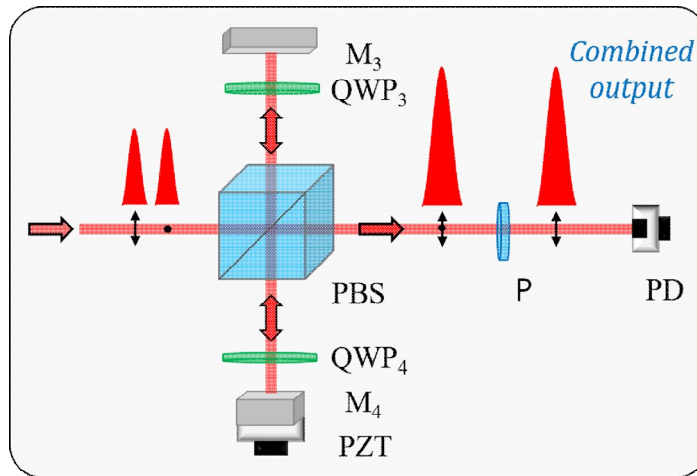 M₃
Combined
output
QWP₃
PBS
P
PD
QWP₄
M₄
PZT